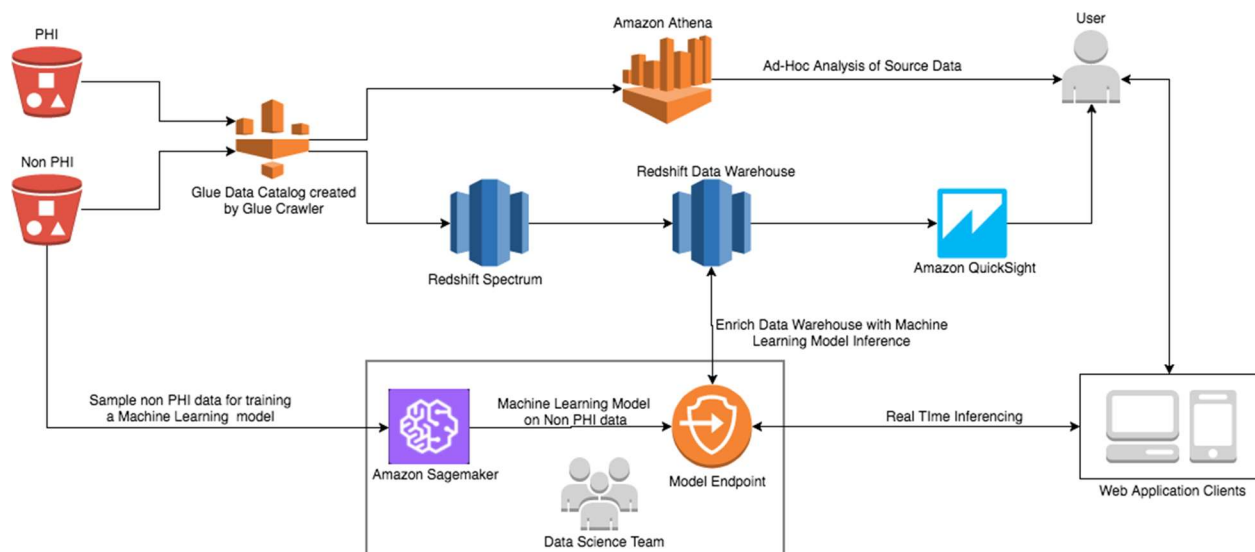 PHI
Amazon Athena
User
Ad-Hoc Analysis of Source Data
Non PHI
Glue Data Catalog created
by Glue Crawler
Redshift Data Warehouse
Redshift Spectrum
Amazon QuickSight
Enrich Data Warehouse with Machine
Learning Model Inference
Sample non PHI data for training
a Machine Learning model
Machine Learning Model
on Non PHI data
Real TIme Inferencing
Amazon Sagemaker
Model Endpoint
Web Application Clients
Data Science Team